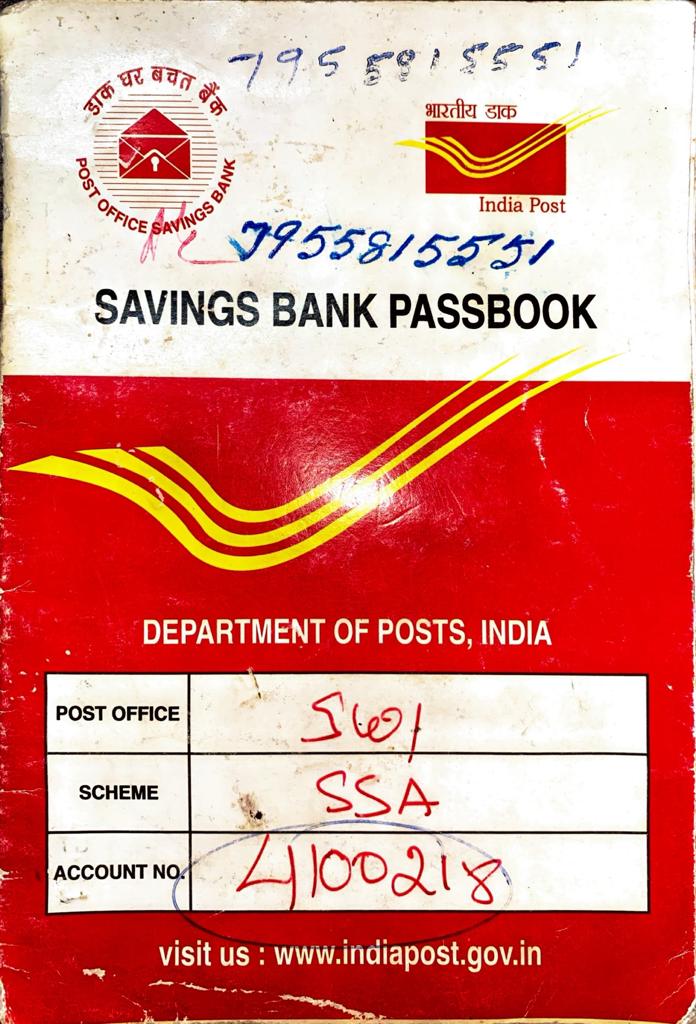 7955815551
डाक घर बचत बैंक
POST OFFICE SAVINGS BANK
भारतीय डाक
India Post
7955815551
SAVINGS BANK PASSBOOK
DEPARTMENT OF POSTS, INDIA
POST OFFICE
SCHEME SSA
ACCOUNT NO. 4100218
visit us : www.indiapost.gov.in